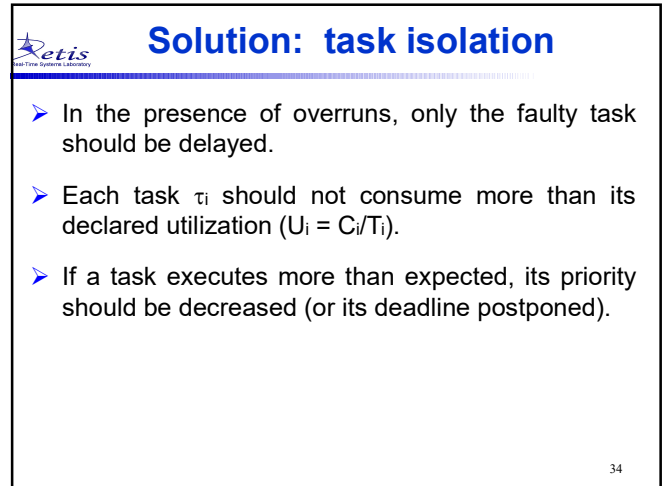 Retis
Real-Time Systems Laboratory
Solution: task isolation
➢ In the presence of overruns, only the faulty task
should be delayed.
➢ Each task τi should not consume more than its
declared utilization (Ui = Ci/Ti).
➢ If a task executes more than expected, its priority
should be decreased (or its deadline postponed).
34